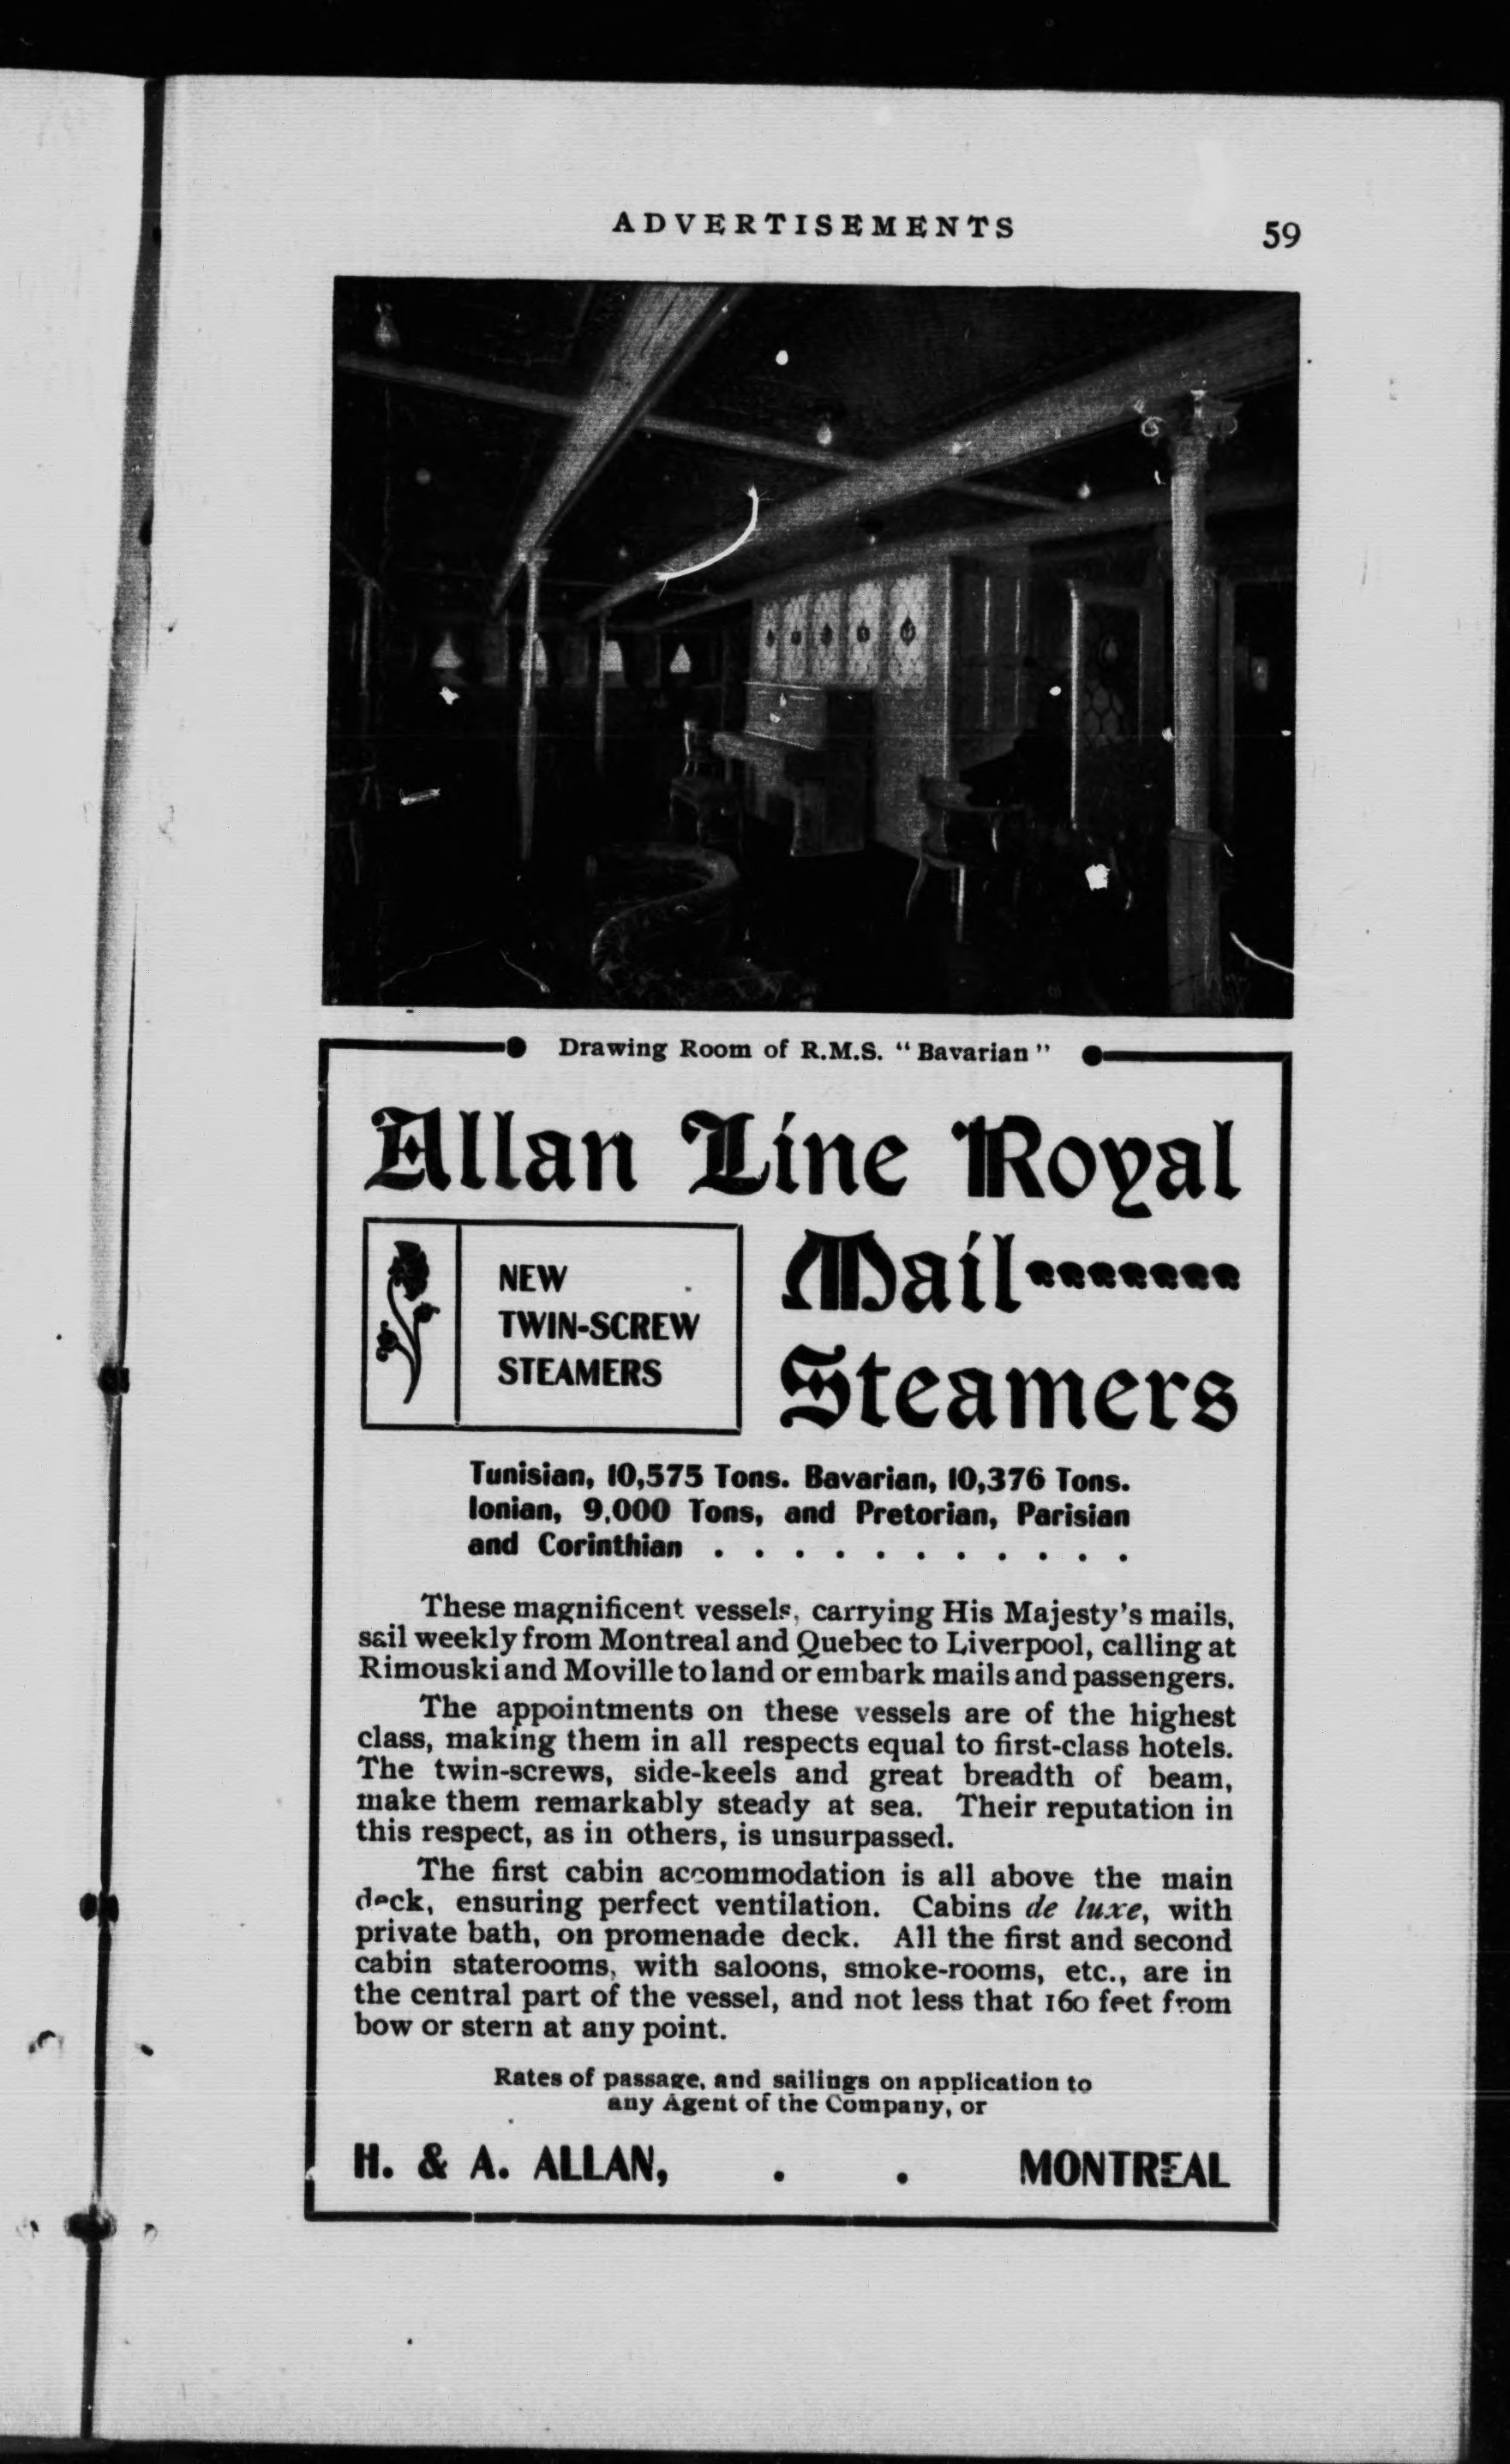 ADVERTISEMENTS 59
Drawing Room of R.M.S. "Bavarian"
Allan Line Royal
Mail
Steamers
NEW
TWIN-SCREW
STEAMERS
Tunisian, 10,575 Tons. Bavarian, 10,376 Tons.
Ionian, 9,000 Tons, and Pretorian, Parisian
and Corinthian . . . . . . . . . . .
These magnificent vessels, carrying His Majesty's mails,
sail weekly from Montreal and Quebec to Liverpool, calling at
Rimouski and Moville to land or embark mails and passengers.
The appointments on these vessels are of the highest
class, making them in all respects equal to first-class hotels.
The twin-screws, side-keels and great breadth of beam,
make them remarkably steady at sea. Their reputation in
this respect, as in others, is unsurpassed.
The first cabin accommodation is all above the main
deck, ensuring perfect ventilation. Cabins de luxe, with
private bath, on promenade deck. All the first and second
cabin staterooms, with saloons, smoke-rooms, etc., are in
the central part of the vessel, and not less that 160 feet from
bow or stern at any point.
Rates of passage, and sailings on application to
any Agent of the Company, or
H. & A. ALLAN, . . MONTREAL